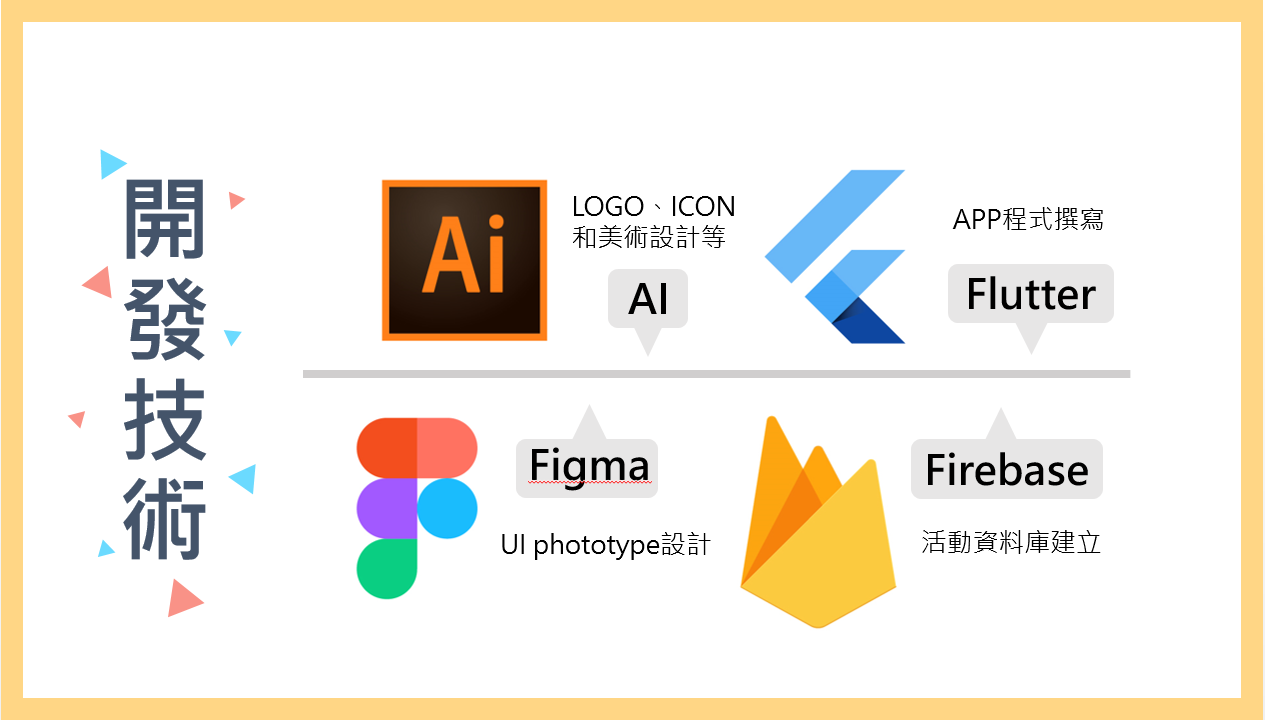 開發技術
Ai
LOGO、ICON
和美術設計等
AI
APP程式撰寫
Flutter
Figma
UI phototype設計
Firebase
活動資料庫建立